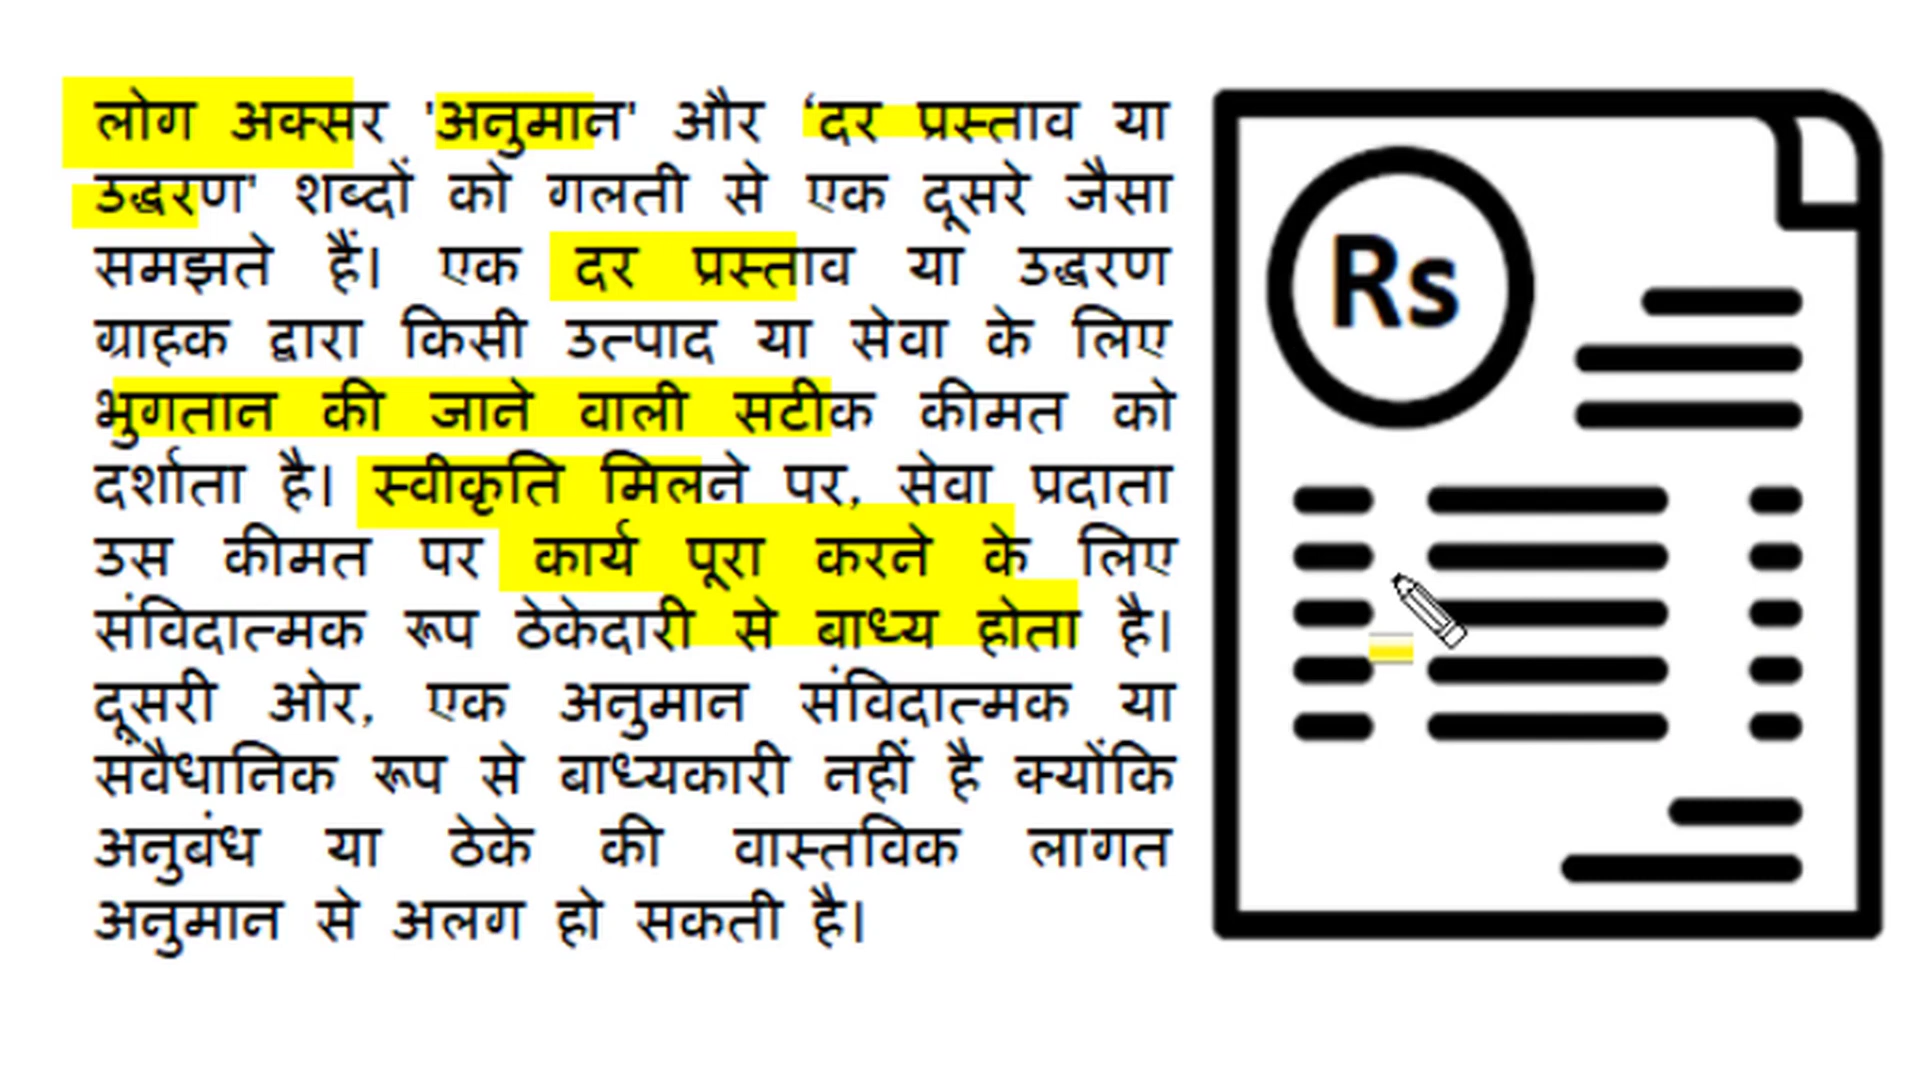 लोग अक्सर 'अनुमान' और ‘दर प्रस्ताव या
उद्धरण' शब्दों को गलती से एक दूसरे जैसा
समझते हैं। एक दर प्रस्ताव या उद्धरण
ग्राहक द्वारा किसी उत्पाद या सेवा के लिए
भुगतान की जाने वाली सटीक कीमत को
दर्शाता है। स्वीकृति मिलने पर, सेवा प्रदाता
उस कीमत पर कार्य पूरा करने के लिए
संविदात्मक रूप ठेकेदारी से बाध्य होता है।
दूसरी ओर, एक अनुमान संविदात्मक या
संवैधानिक रूप से बाध्यकारी नहीं है क्योंकि
अनुबंध या ठेके की वास्तविक लागत
अनुमान से अलग हो सकती है।
Rs